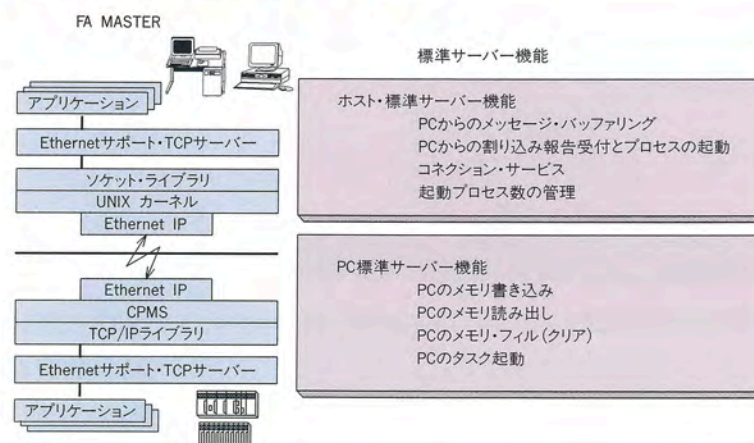 FA MASTER
アプリケーション
Ethernetサポート・TCPサーバー
ソケット・ライブラリ
UNIX カーネル
Ethernet IP
Ethernet IP
CPMS
TCP/IPライブラリ
Ethernetサポート・TCPサーバー
アプリケーション
標準サーバー機能
ホスト・標準サーバー機能
PCからのメッセージ・バッファリング
PCからの割り込み報告受付とプロセスの起動
コネクション・サービス
起動プロセス数の管理
PC標準サーバー機能
PCのメモリ書き込み
PCのメモリ読み出し
PCのメモリ・フィル(クリア)
PCのタスク起動